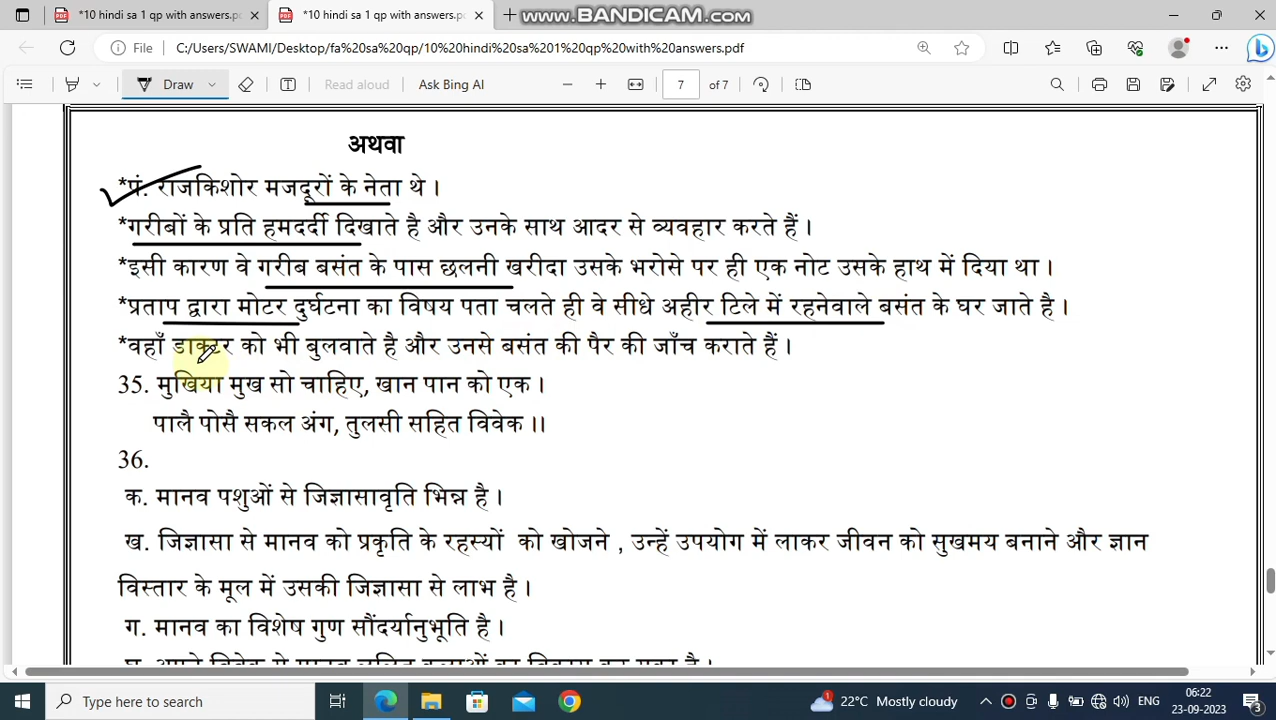 *10 hindi sa 1 qp with answers.pd
*10 hindi sa 1 qp with answers.pd
www.BANDICAM.com
File C:/Users/SWAMI/Desktop/fa%20sa%20qp/10%20hindi%20sa%201%20qp%20with%20answers.pdf
Draw Read aloud Ask Bing AI 7 of 7
अथवा
*पं. राजकिशोर मजदूरों के नेता थे ।
*गरीबों के प्रति हमदर्दी दिखाते है और उनके साथ आदर से व्यवहार करते हैं ।
*इसी कारण वे गरीब बसंत के पास छलनी खरीदा उसके भरोसे पर ही एक नोट उसके हाथ में दिया था ।
*प्रताप द्वारा मोटर दुर्घटना का विषय पता चलते ही वे सीधे अहीर टिले में रहनेवाले बसंत के घर जाते है ।
*वहाँ डाक्टर को भी बुलवाते है और उनसे बसंत की पैर की जाँच कराते हैं ।
35. मुखिया मुख सो चाहिए, खान पान को एक ।
पालै पोसै सकल अंग, तुलसी सहित विवेक ।।
36.
क. मानव पशुओं से जिज्ञासावृति भिन्न है ।
ख. जिज्ञासा से मानव को प्रकृति के रहस्यों को खोजने , उन्हें उपयोग में लाकर जीवन को सुखमय बनाने और ज्ञान
विस्तार के मूल में उसकी जिज्ञासा से लाभ है ।
ग. मानव का विशेष गुण सौंदर्यानुभूति है ।
Type here to search
1 22°C Mostly cloudy ENG 06:22
23-09-2023 3